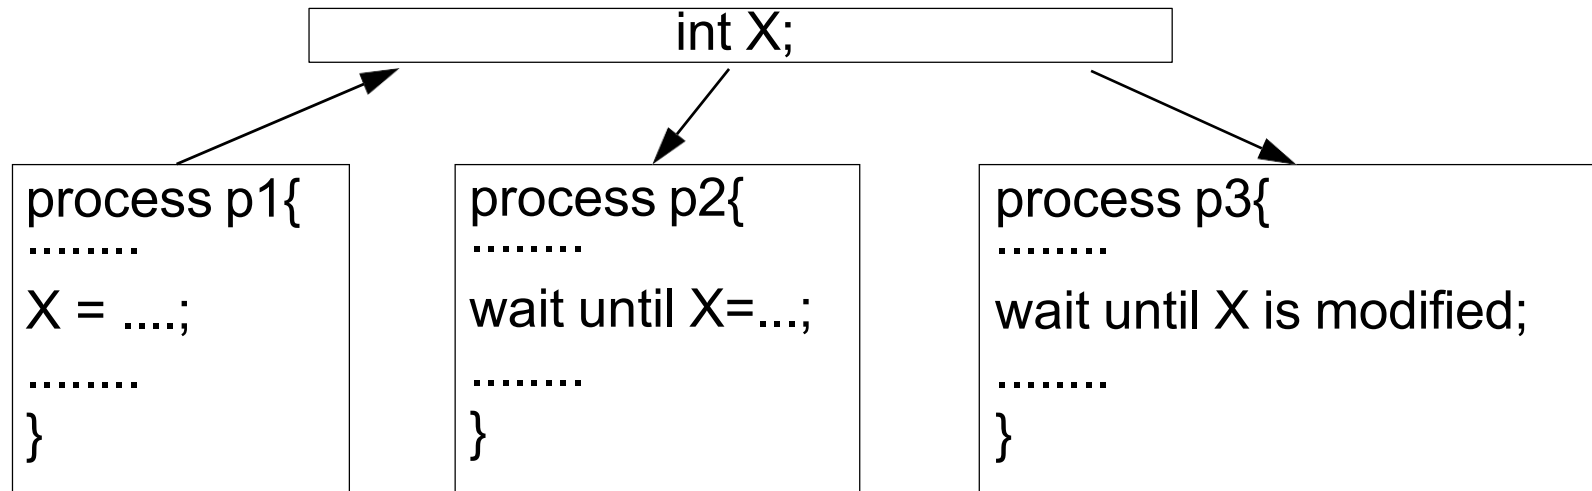 int X;
process p1{
........
X = ....;
........
}
process p2{
........
wait until X=...;
........
}
process p3{
........
wait until X is modified;
........
}